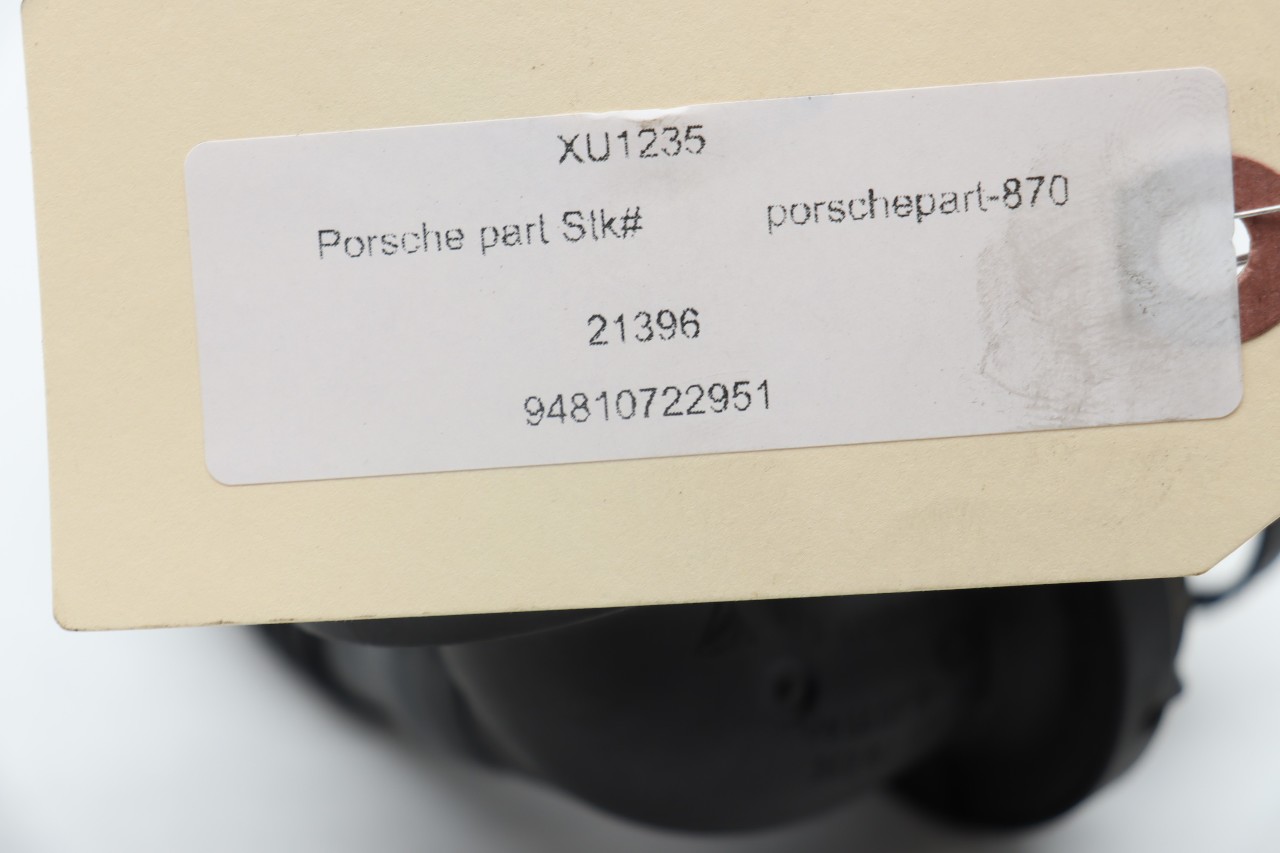 XU1235
Porsche part Stk# porschepart-870
21396
94810722951